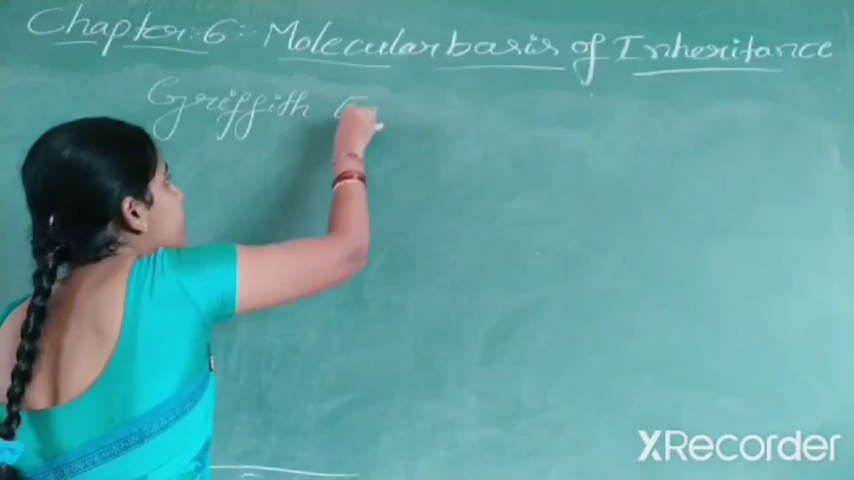 Chapter:-6:- Molecular basis of Inheritance
Griffith
XRecorder